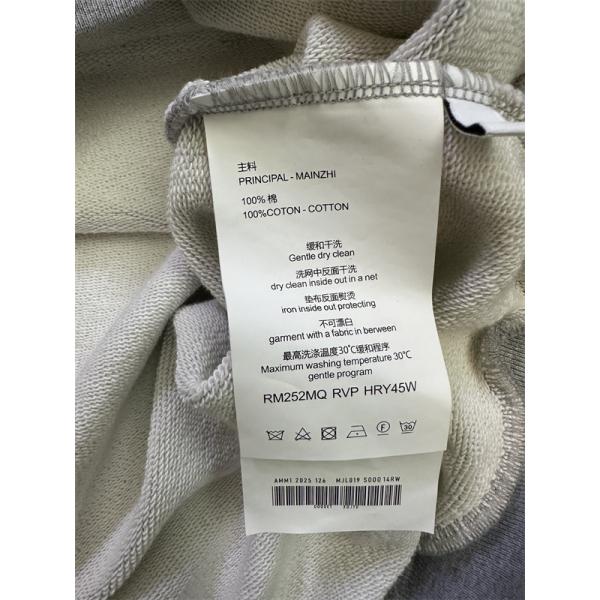 主料
PRINCIPAL - MAINZHI
100% 棉
100%COTON - COTTON
缓和干洗
Gentle dry clean
洗网中反面干洗
dry clean inside out in a net
垫布反面熨烫
iron inside out protecting
不可漂白
garment with a fabric in berween
最高洗涤温度30℃缓和程序
Maximum washing temperature 30℃
gentle program
RM252MQ RVP HRY45W
F
30
AMM1 2025 126 MJL019 S000 14RW